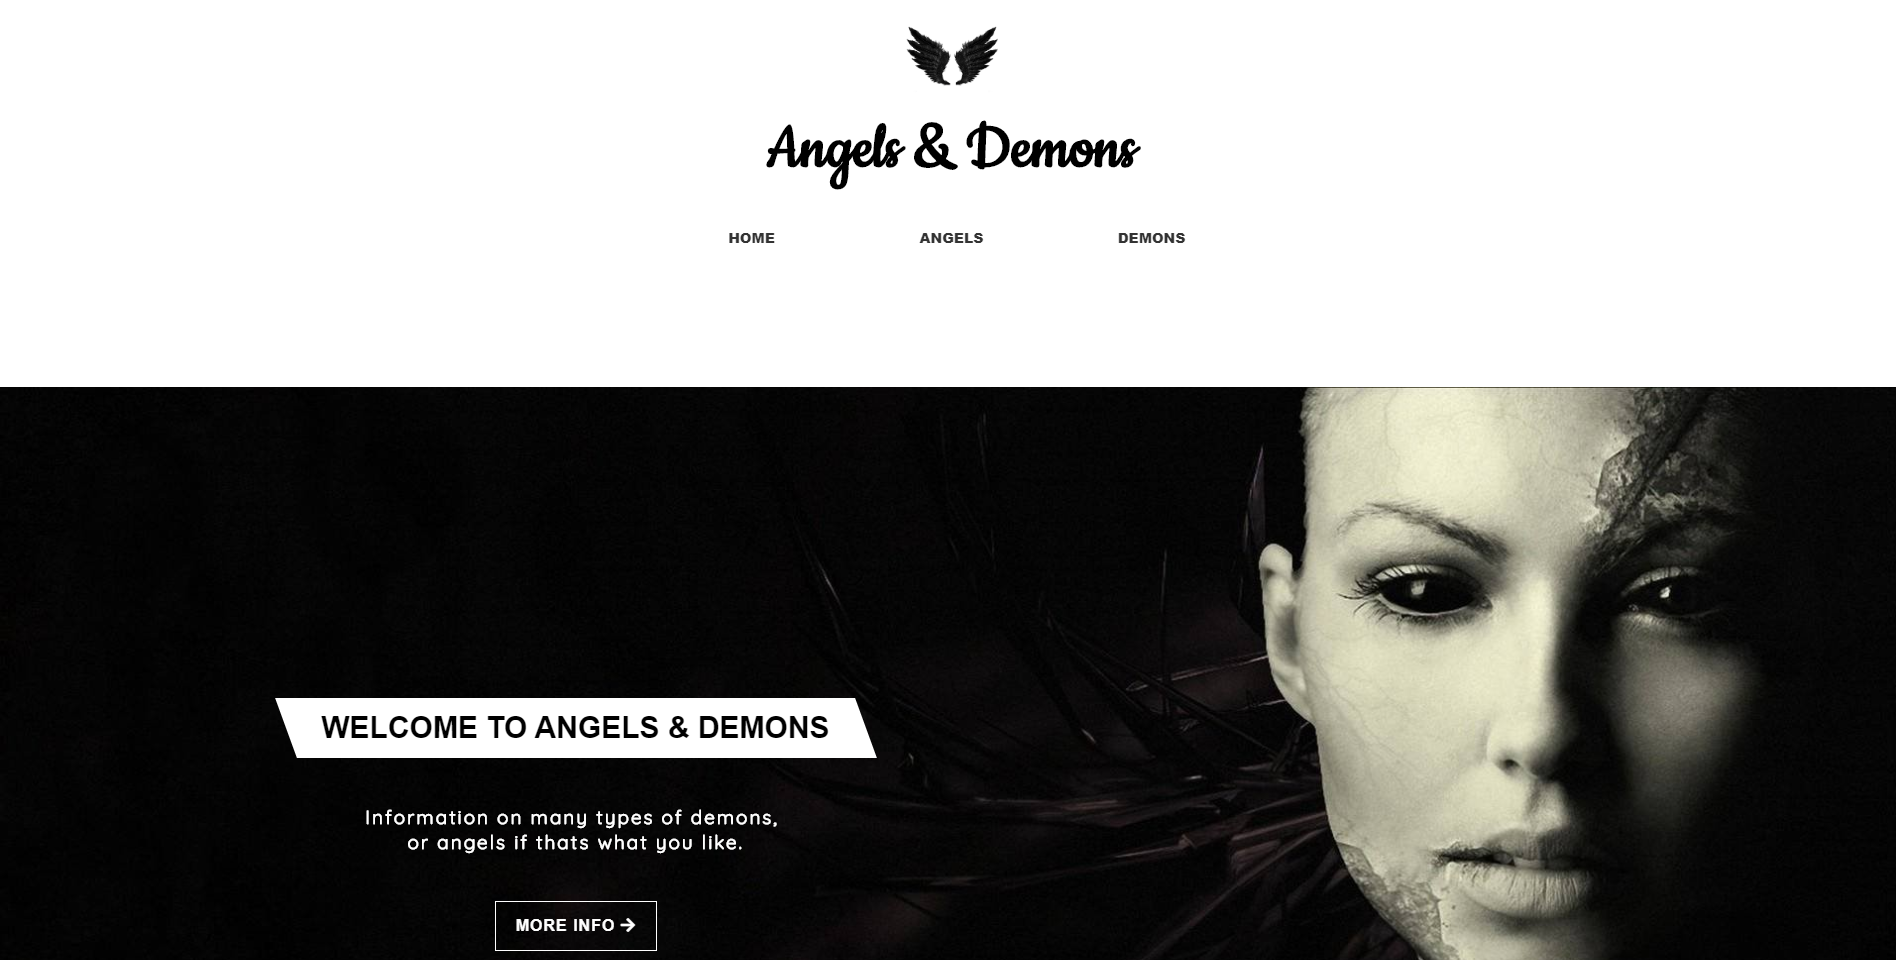 Angels & Demons
HOME ANGELS DEMONS
WELCOME TO ANGELS & DEMONS
Information on many types of demons,
or angels if thats what you like.
MORE INFO →